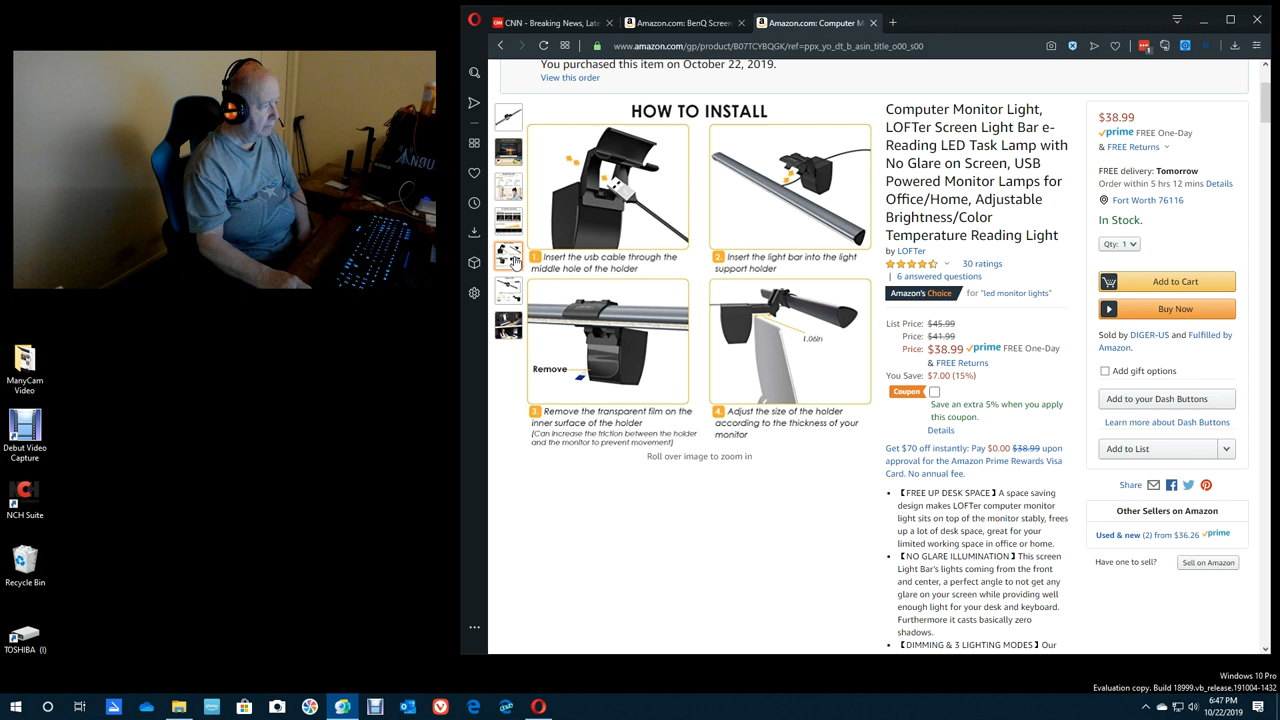 CNN - Breaking News, Late
Amazon.com: BenQ Screen
Amazon.com: Computer M
www.amazon.com/gp/product/B07TCYBQGK/ref=ppx_yo_dt_b_asin_title_o00_s00
You purchased this item on October 22, 2019.
View this order
HOW TO INSTALL
1. Insert the usb cable through the
middle hole of the holder
2. Insert the light bar into the light
support holder
Remove
1.06in
3. Remove the transparent film on the
inner surface of the holder
(Can increase the friction between the holder
and the monitor to prevent movement)
4. Adjust the size of the holder
according to the thickness of your
monitor
Roll over image to zoom in
Computer Monitor Light,
LOFTer Screen Light Bar e-
Reading LED Task Lamp with
No Glare on Screen, USB
Powered Monitor Lamps for
Office/Home, Adjustable
Brightness/Color
Temperature Reading Light
by LOFTer
30 ratings
| 6 answered questions
Amazon's Choice for "led monitor lights"
List Price: $45.99
Price: $41.99
Price: $38.99 prime FREE One-Day
& FREE Returns
You Save: $7.00 (15%)
Coupon
Save an extra 5% when you apply
this coupon.
Details
Get $70 off instantly: Pay $0.00 $38.99 upon
approval for the Amazon Prime Rewards Visa
Card. No annual fee.
• 【FREE UP DESK SPACE】A space saving
design makes LOFTer computer monitor
light sits on top of the monitor stably, frees
up a lot of desk space, great for your
limited working space in office or home.
• 【NO GLARE ILLUMINATION】This screen
Light Bar's lights coming from the front
and center, a perfect angle to not get any
glare on your screen while providing well
enough light for your desk and keyboard.
Furthermore it casts basically zero
shadows.
• 【DIMMING & 3 LIGHTING MODES】Our
$38.99
prime FREE One-Day
& FREE Returns
FREE delivery: Tomorrow
Order within 5 hrs 12 mins Details
Fort Worth 76116
In Stock.
Qty: 1
Add to Cart
Buy Now
Sold by DIGER-US and Fulfilled by
Amazon.
Add gift options
Add to your Dash Buttons
Learn more about Dash Buttons
Add to List
Share
Other Sellers on Amazon
Used & new (2) from $36.26 prime
Have one to sell? Sell on Amazon
ManyCam
Video
Debut Video
Capture
NCH
NCH Suite
Recycle Bin
TOSHIBA (I)
Windows 10 Pro
Evaluation copy. Build 18999.vb_release.191004-1432
6:47 PM
10/22/2019